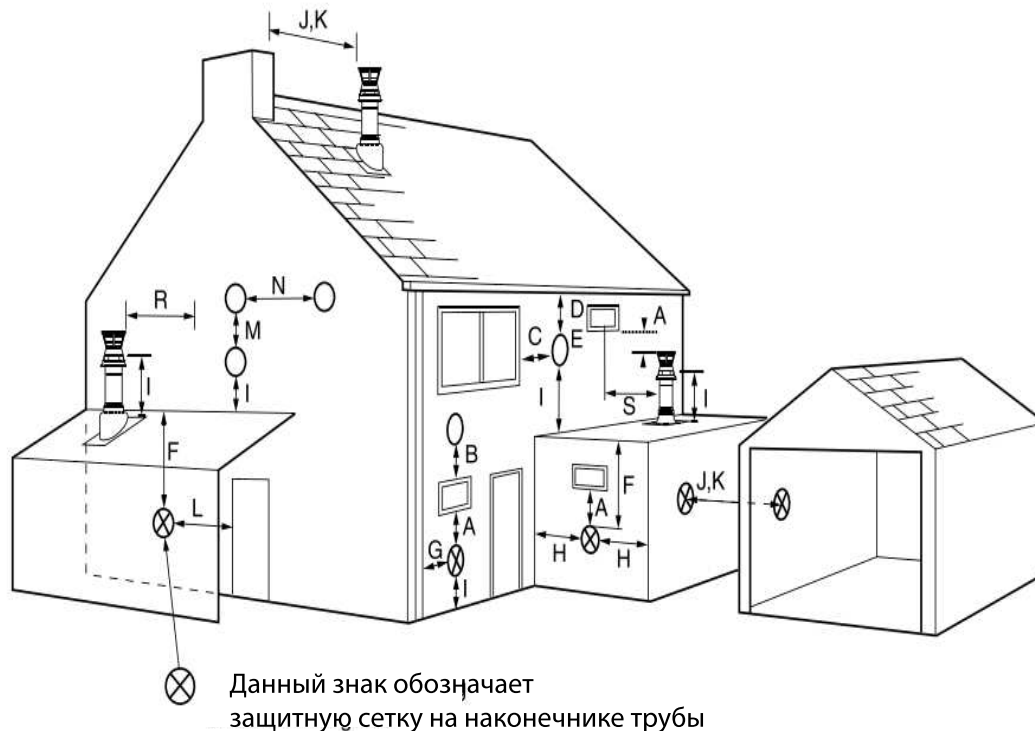 J,K
N
R
M
I
I
F
L
D
E
A
C
I
S
I
B
A
G
I
A
F
H
H
J,K
Данный знак обозначает
защитную сетку на наконечнике трубы